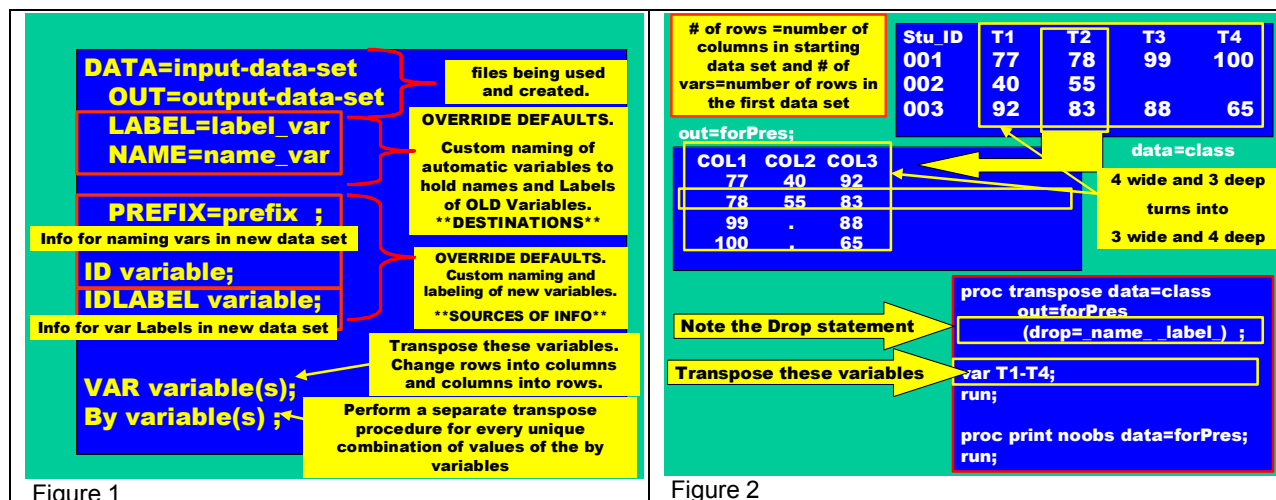 DATA=input-data-set
OUT=output-data-set
files being used
and created.
LABEL=label_var
NAME=name_var
OVERRIDE DEFAULTS.
Custom naming of
automatic variables to
hold names and Labels
of OLD Variables.
**DESTINATIONS**
PREFIX=prefix ;
Info for naming vars in new data set
ID variable;
IDLABEL variable;
Info for var Labels in new data set
OVERRIDE DEFAULTS.
Custom naming and
labeling of new variables.
**SOURCES OF INFO**
Transpose these variables.
Change rows into columns
and columns into rows.
VAR variable(s);
By variable(s) ;
Perform a separate transpose
procedure for every unique
combination of values of the by
variables
Figure 1
# of rows =number of
columns in starting
data set and # of
vars=number of rows in
the first data set
Stu_ID T1 T2 T3 T4
001 77 78 99 100
002 40 55
003 92 83 88 65
out=forPres;
data=class
COL1 COL2 COL3
77 40 92
78 55 83
99 . 88
100 . 65
4 wide and 3 deep
turns into
3 wide and 4 deep
Note the Drop statement
Transpose these variables
proc transpose data=class
out=forPres
(drop=_name_ _label_) ;
var T1-T4;
run;
proc print noobs data=forPres;
run;
Figure 2